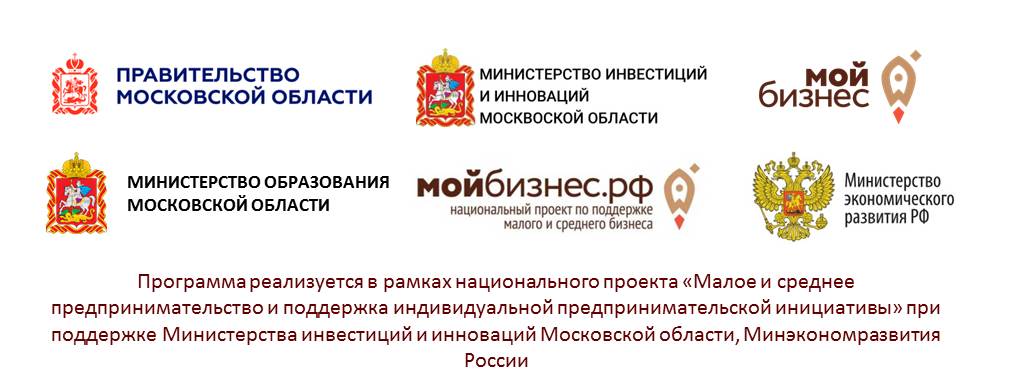 ПРАВИТЕЛЬСТВО
МОСКОВСКОЙ ОБЛАСТИ
МИНИСТЕРСТВО ИНВЕСТИЦИЙ
И ИННОВАЦИЙ
МОСКВОСКОЙ ОБЛАСТИ
мой
бизнес
МИНИСТЕРСТВО ОБРАЗОВАНИЯ
МОСКОВСКОЙ ОБЛАСТИ
мойбизнес.рф
национальный проект по поддержке
малого и среднего бизнеса
Министерство
экономического
развития РФ
Программа реализуется в рамках национального проекта «Малое и среднее
предпринимательство и поддержка индивидуальной предпринимательской инициативы» при
поддержке Министерства инвестиций и инноваций Московской области, Минэкономразвития
России